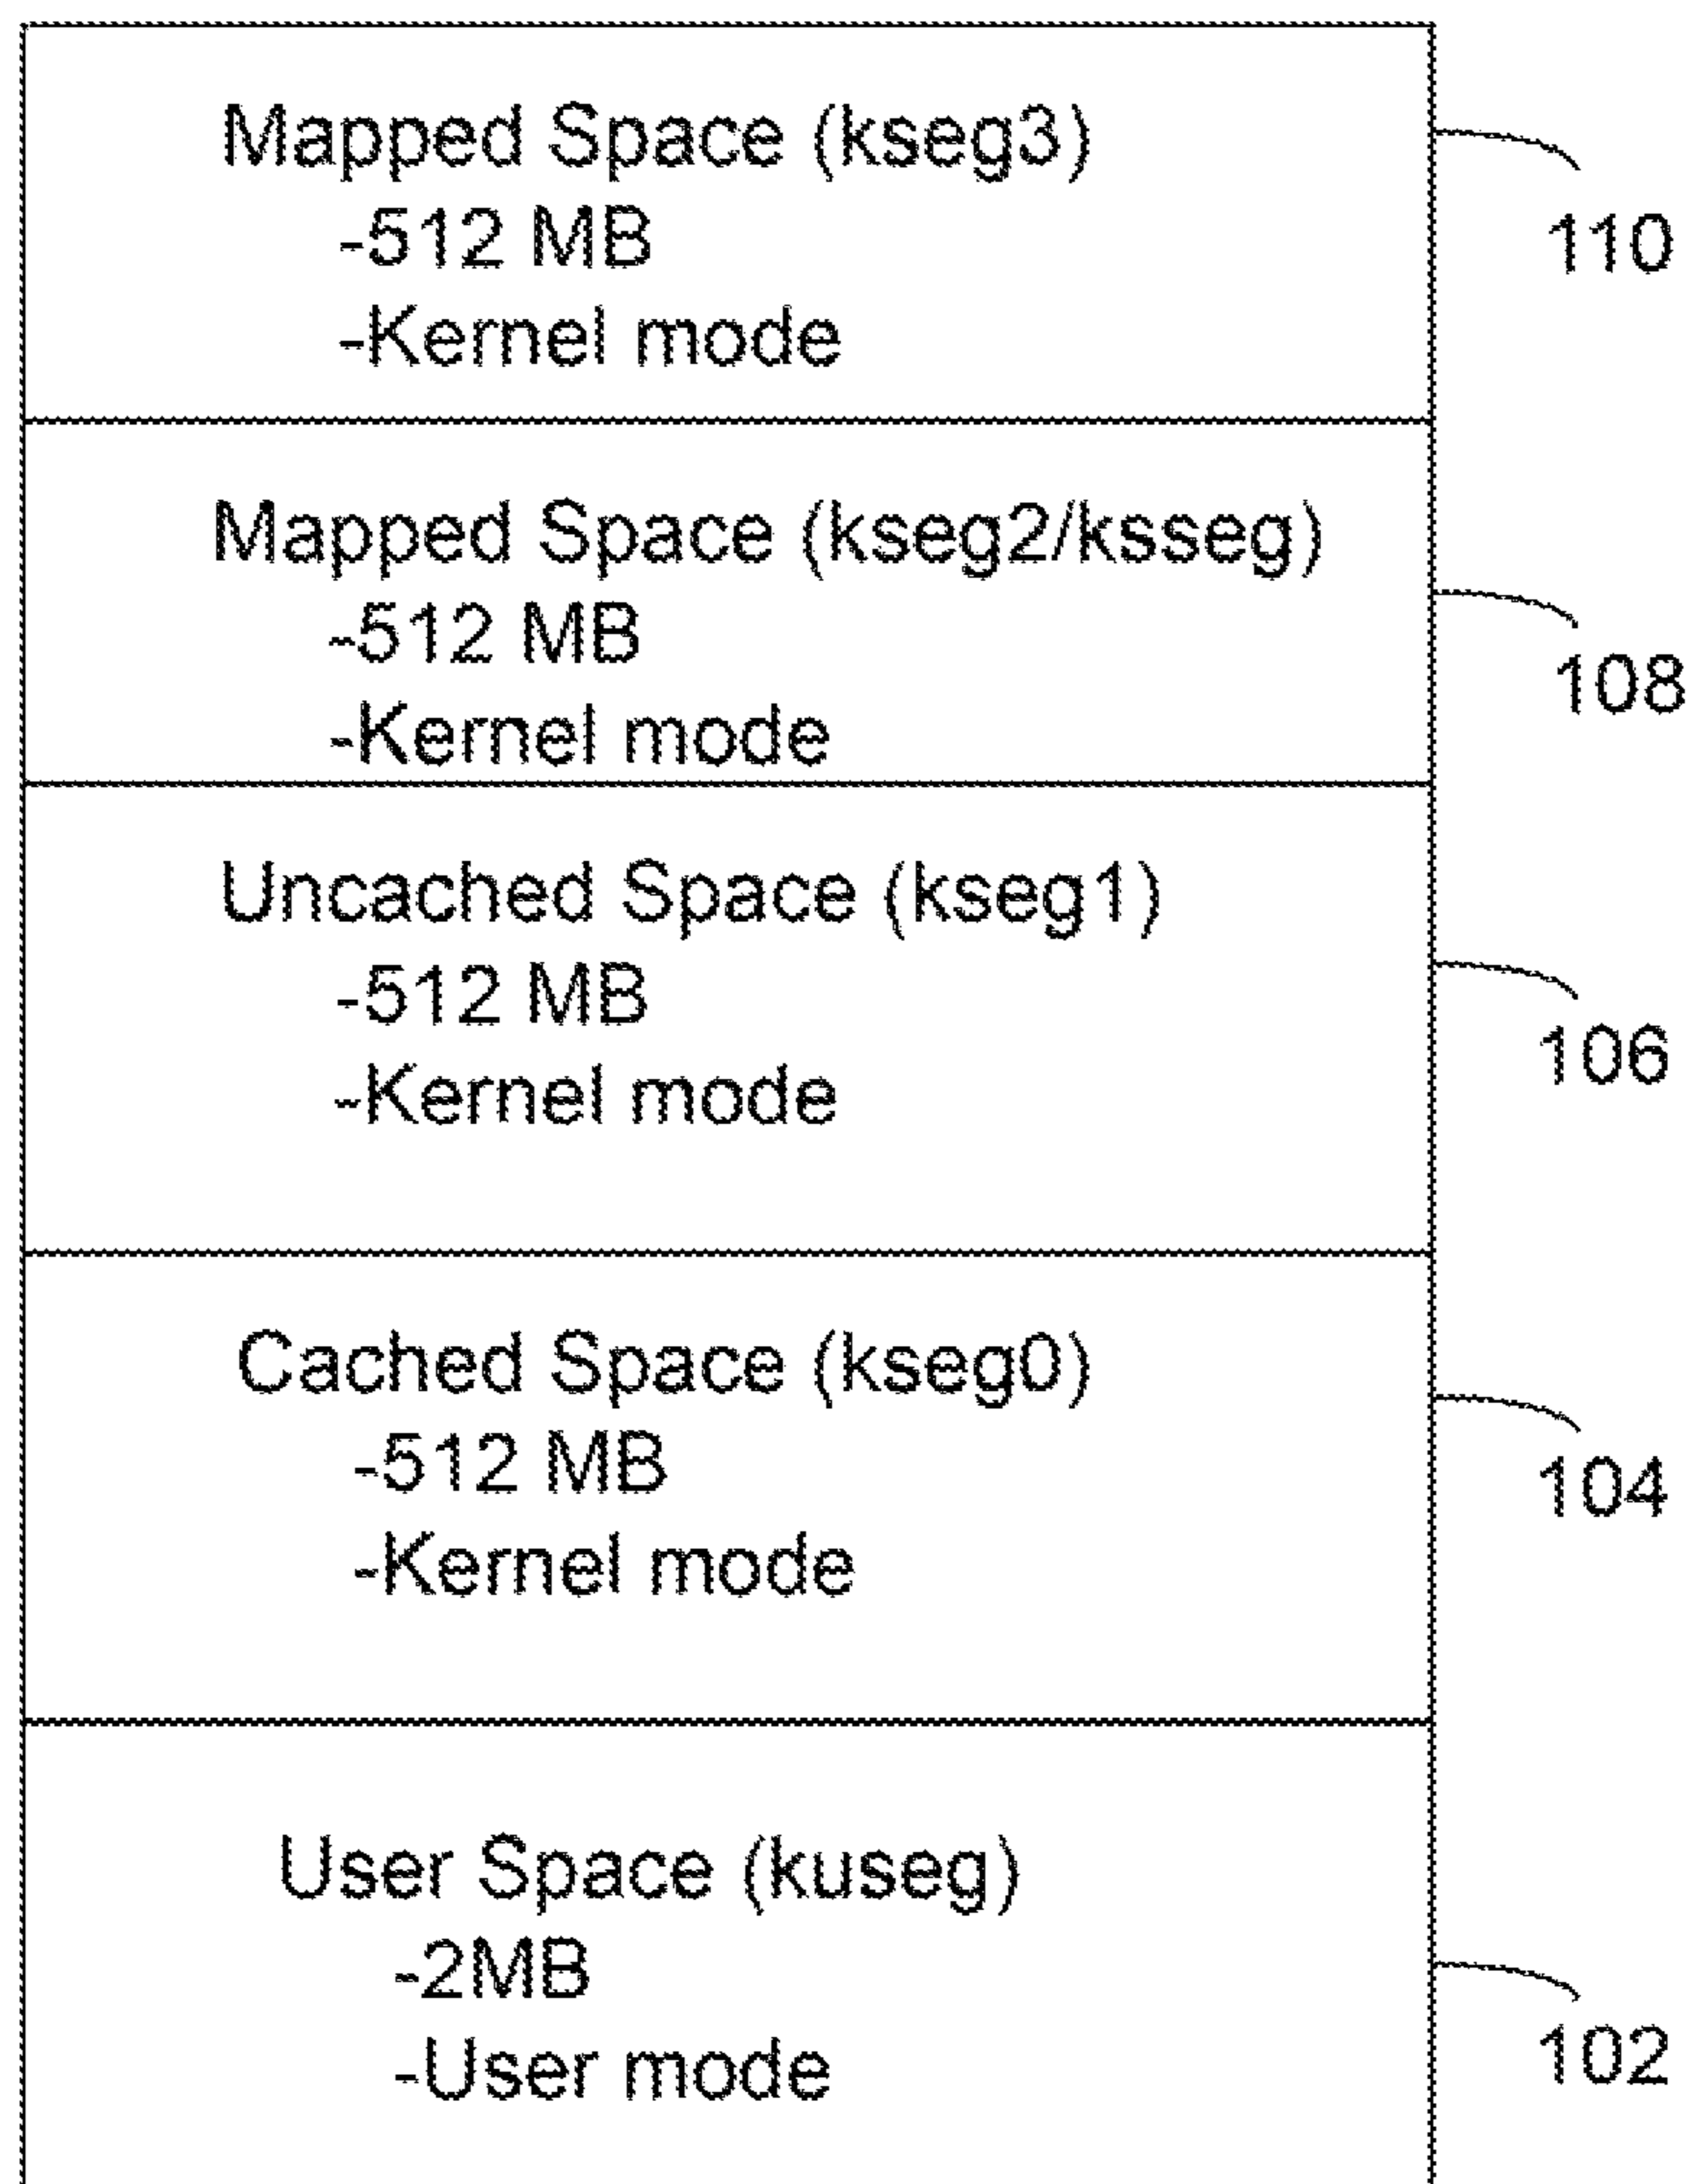 Mapped Space (kseg3)
-512 MB
-Kernel mode
110
Mapped Space (kseg2/ksseg)
-512 MB
-Kernel mode
108
Uncached Space (kseg1)
-512 MB
-Kernel mode
106
Cached Space (kseg0)
-512 MB
-Kernel mode
104
User Space (kuseg)
-2MB
-User mode
102